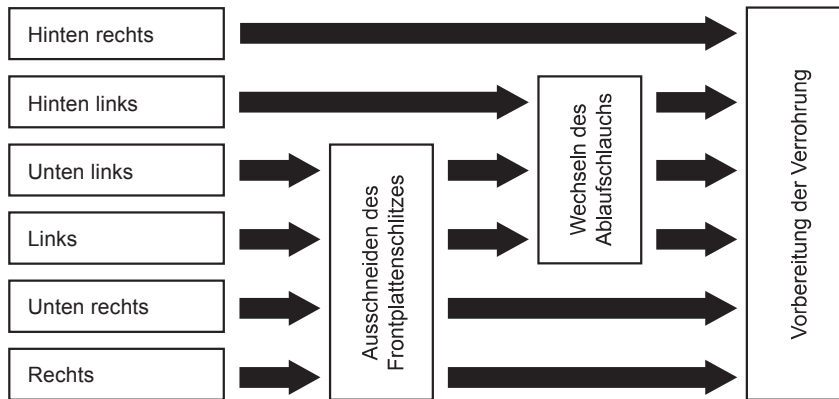 Hinten rechts
Hinten links
Unten links
Links
Unten rechts
Rechts
Ausschneiden des
Frontplattenschlitzes
Wechseln des
Ablaufschlauchs
Vorbereitung der Verrohrung